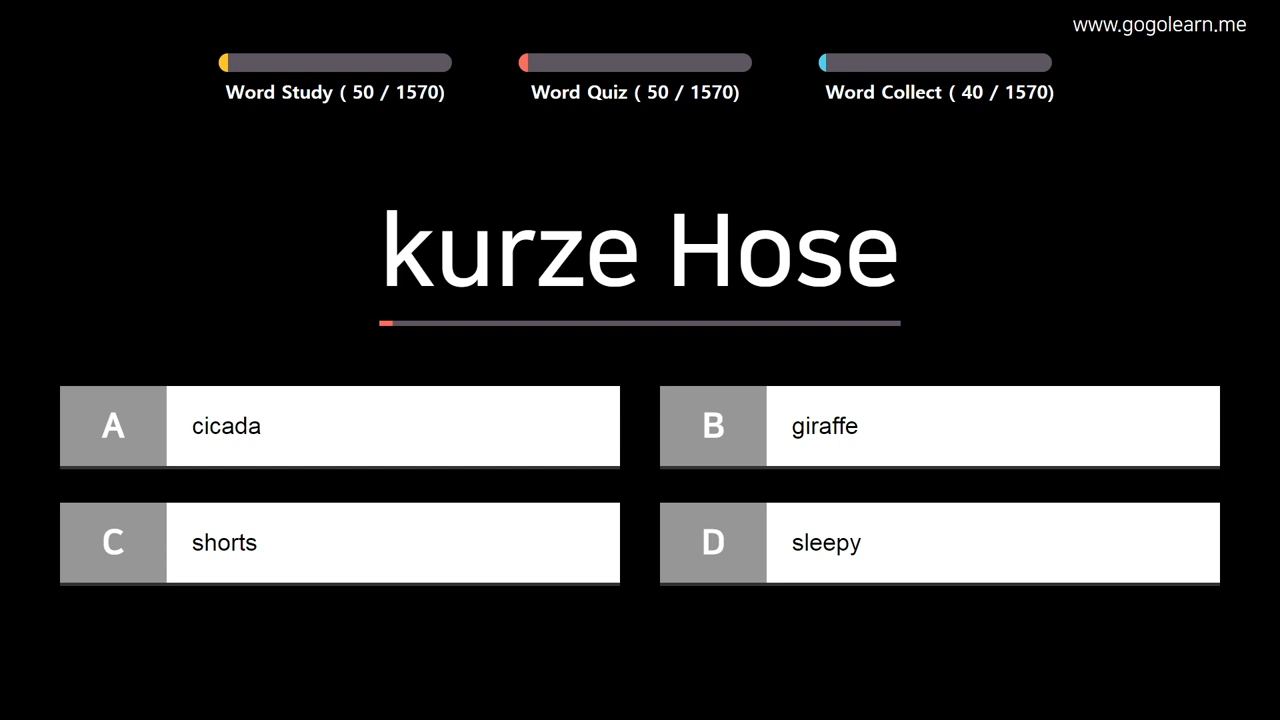 www.gogolearn.me
Word Study ( 50 / 1570)
Word Quiz ( 50 / 1570)
Word Collect ( 40 / 1570)
kurze Hose
A cicada
B giraffe
C shorts
D sleepy